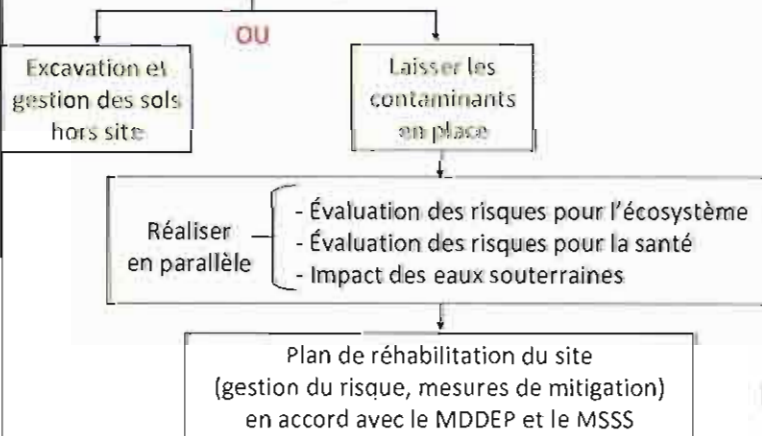 OU
Excavation et
gestion des sols
hors site
Laisser les
contaminants
en place
Réaliser
en parallèle
- Évaluation des risques pour l'écosystème
- Évaluation des risques pour la santé
- Impact des eaux souterraines
Plan de réhabilitation du site
(gestion du risque, mesures de mitigation)
en accord avec le MDDEP et le MSSS